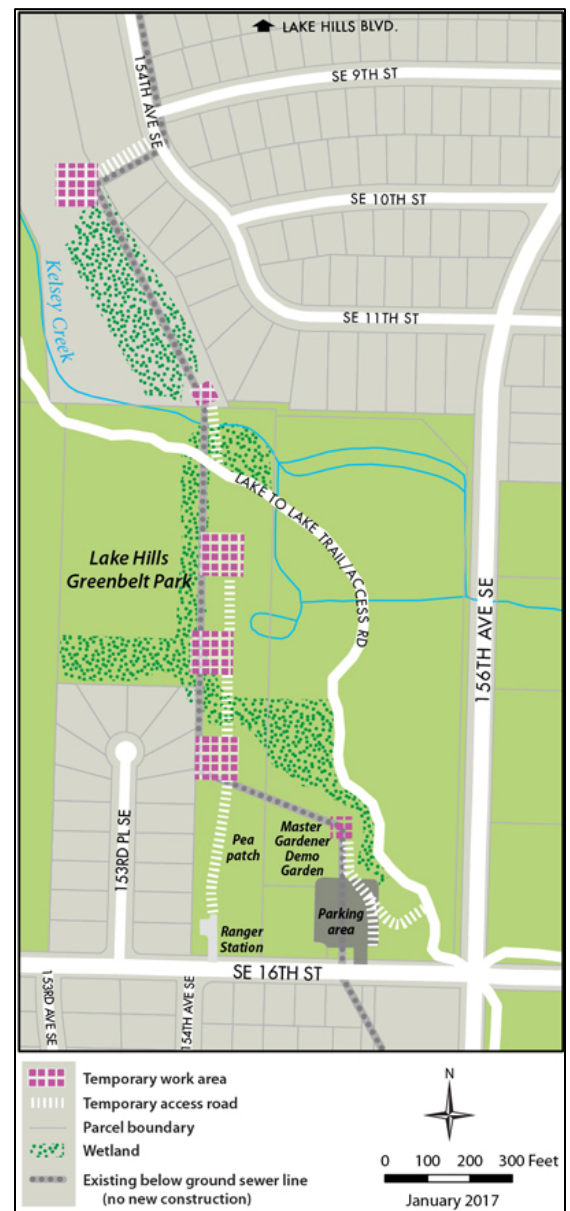 LAKE HILLS BLVD.
154TH AVE SE
SE 9TH ST
SE 10TH ST
Kelsey Creek
SE 11TH ST
LAKE TO LAKE TRAIL/ACCESS RD
Lake Hills
Greenbelt Park
156TH AVE SE
153RD PL SE
Pea
patch
Master
Gardener
Demo
Garden
Parking
area
Ranger
Station
SE 16TH ST
153RD AVE SE
154TH AVE SE
Temporary work area
Temporary access road
Parcel boundary
Wetland
Existing below ground sewer line
(no new construction)
N
0 100 200 300 Feet
January 2017